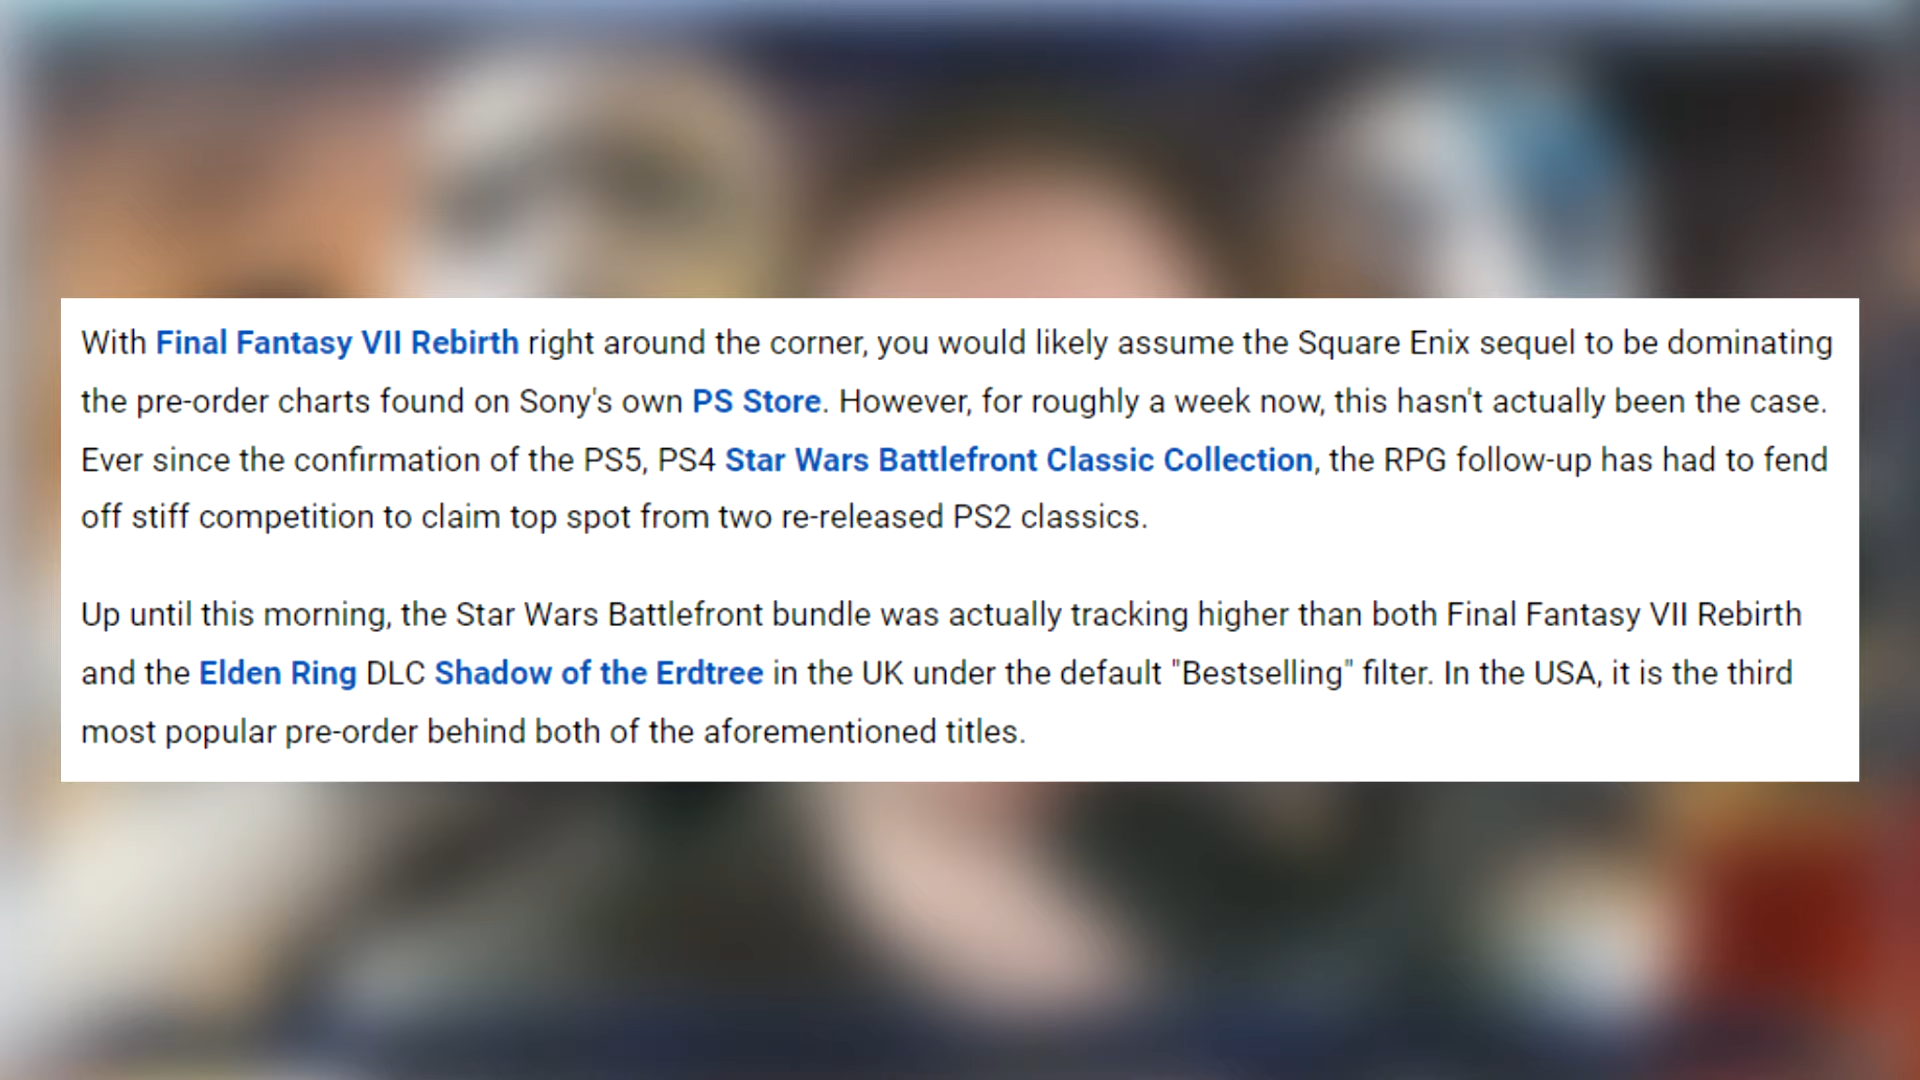 With Final Fantasy VII Rebirth right around the corner, you would likely assume the Square Enix sequel to be dominating
the pre-order charts found on Sony's own PS Store. However, for roughly a week now, this hasn't actually been the case.
Ever since the confirmation of the PS5, PS4 Star Wars Battlefront Classic Collection, the RPG follow-up has had to fend
off stiff competition to claim top spot from two re-released PS2 classics.
Up until this morning, the Star Wars Battlefront bundle was actually tracking higher than both Final Fantasy VII Rebirth
and the Elden Ring DLC Shadow of the Erdtree in the UK under the default "Bestselling" filter. In the USA, it is the third
most popular pre-order behind both of the aforementioned titles.